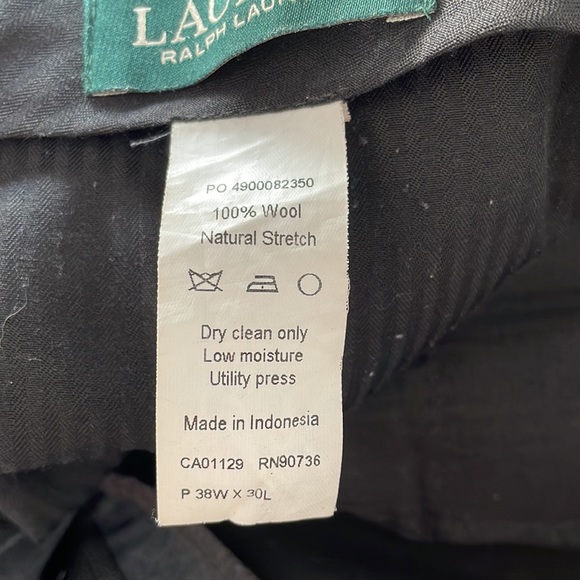 RALPH LAU
PO 4900082350
100% Wool
Natural Stretch
Dry clean only
Low moisture
Utility press
Made in Indonesia
CA01129 RN90736
P 38W X 30L